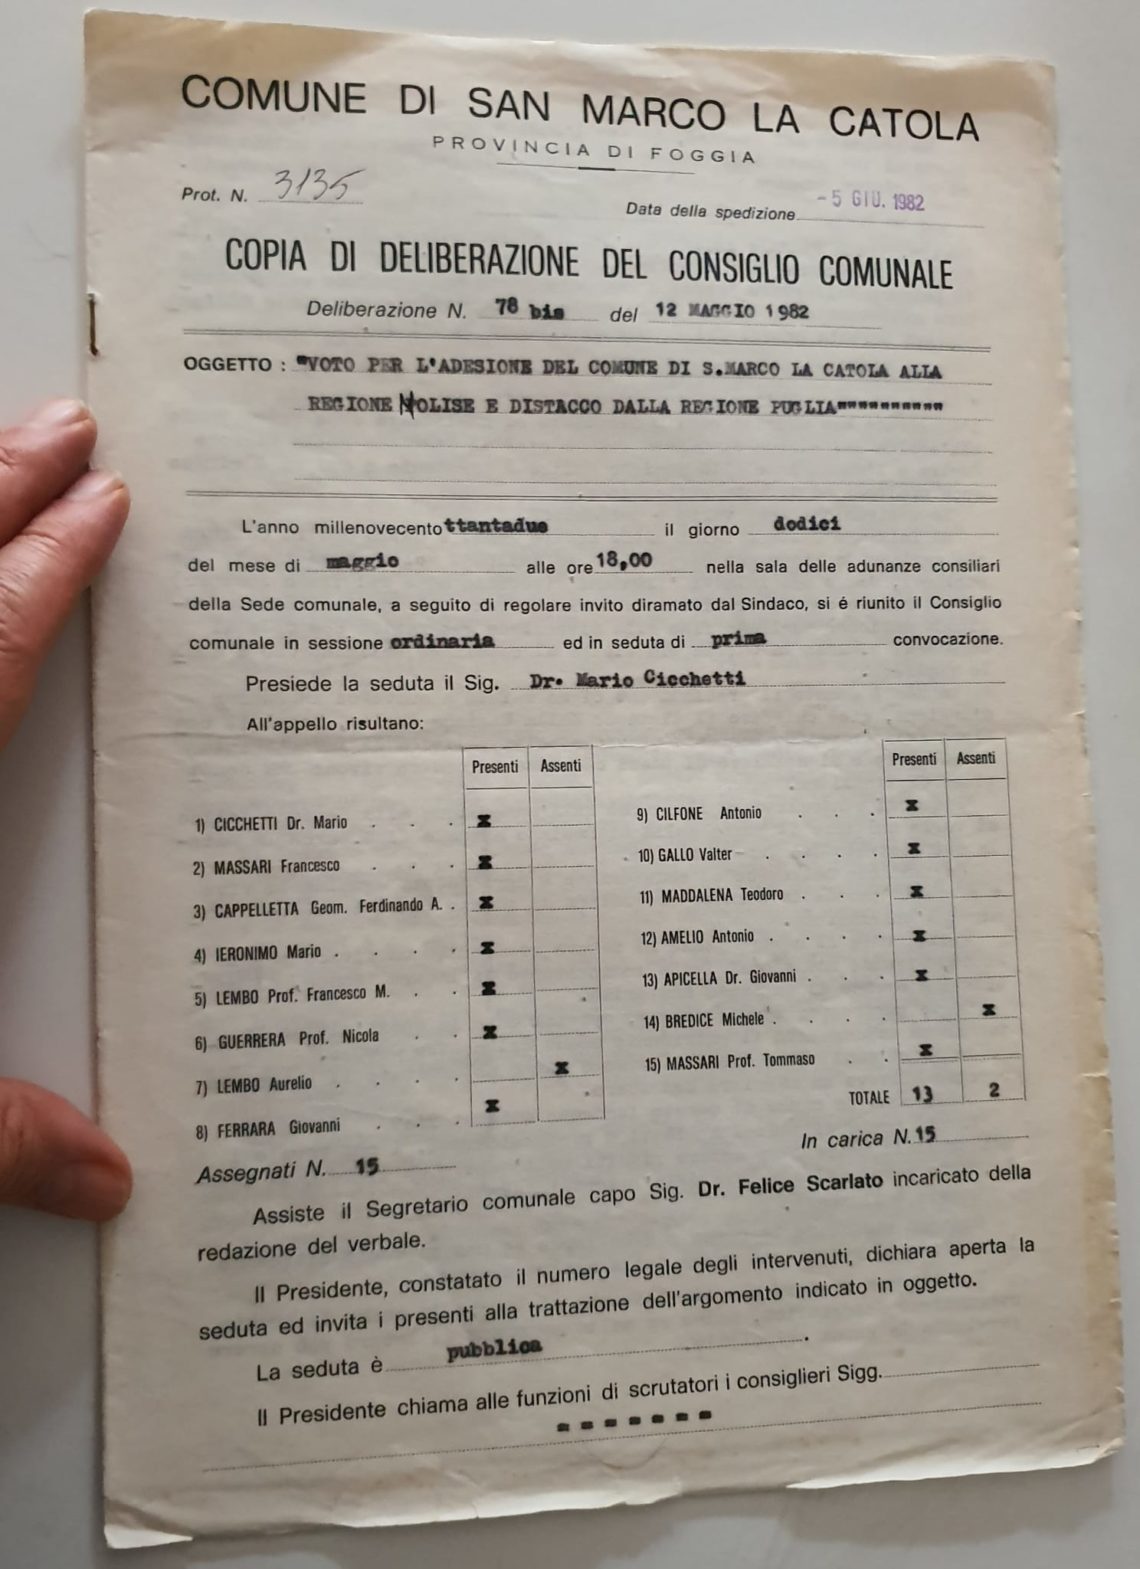 COMUNE DI SAN MARCO LA CATOLA
PROVINCIA DI FOGGIA
Prot. N. 3135
Data della spedizione - 5 GIU. 1982
COPIA DI DELIBERAZIONE DEL CONSIGLIO COMUNALE
Deliberazione N. 78 bis del 12 MAGGIO 1982
OGGETTO : "VOTO PER L'ADESIONE DEL COMUNE DI S.MARCO LA CATOLA ALLA
REGIONE MOLISE E DISTACCO DALLA REGIONE PUGLIA""""""""""
L'anno millenovecentottantadue il giorno dodici
del mese di maggio alle ore 18,00 nella sala delle adunanze consiliari
della Sede comunale, a seguito di regolare invito diramato dal Sindaco, si é riunito il Consiglio
comunale in sessione ordinaria ed in seduta di prima convocazione.
Presiede la seduta il Sig. Dr. Mario Cicchetti
All'appello risultano:
Presenti Assenti
1) CICCHETTI Dr. Mario . . . X
2) MASSARI Francesco . . . X
3) CAPPELLETTA Geom. Ferdinando A. . X
4) IERONIMO Mario . . . . X
5) LEMBO Prof. Francesco M. . . X
6) GUERRERA Prof. Nicola . . X
7) LEMBO Aurelio . . . . X
8) FERRARA Giovanni . . . X
Presenti Assenti
9) CILFONE Antonio . . . X
10) GALLO Valter . . . . X
11) MADDALENA Teodoro . . . X
12) AMELIO Antonio . . . . X
13) APICELLA Dr. Giovanni . . . X
14) BREDICE Michele . . . . X
15) MASSARI Prof. Tommaso . . X
TOTALE 13 2
Assegnati N. 15
In carica N. 15
Assiste il Segretario comunale capo Sig. Dr. Felice Scarlato incaricato della
redazione del verbale.
Il Presidente, constatato il numero legale degli intervenuti, dichiara aperta la
seduta ed invita i presenti alla trattazione dell'argomento indicato in oggetto.
La seduta è pubblica .
Il Presidente chiama alle funzioni di scrutatori i consiglieri Sigg.
= = = = = = =